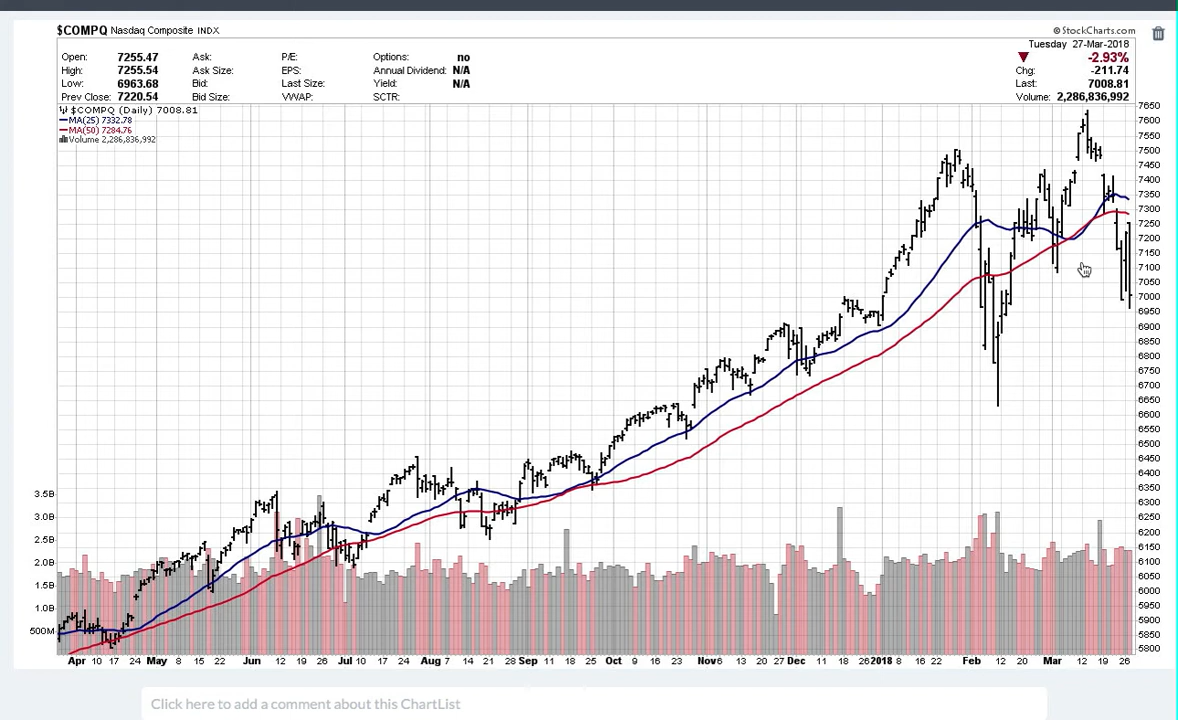 $COMPQ Nasdaq Composite INDX
© StockCharts.com
Tuesday 27-Mar-2018
Open: 7255.47 Ask: P/E: Options: no ▼ -2.93%
High: 7255.54 Ask Size: EPS: Annual Dividend: N/A Chg: -211.74
Low: 6963.68 Bid: Last Size: Yield: N/A Last: 7008.81
Prev Close: 7220.54 Bid Size: VWAP: SCTR: Volume: 2,286,836,992
$COMPQ (Daily) 7008.81
MA(25) 7332.78
MA(50) 7284.76
Volume 2,286,836,992
7650
7600
7550
7500
7450
7400
7350
7300
7250
7200
7150
7100
7050
7000
6950
6900
6850
6800
6750
6700
6650
6600
6550
6500
6450
6400
6350
6300
6250
6200
6150
6100
6050
6000
5950
5900
5850
5800
3.5B
3.0B
2.5B
2.0B
1.5B
1.0B
500M
Apr 10 17 24 May 8 15 22 Jun 12 19 26 Jul 10 17 24 Aug 7 14 21 28 Sep 11 18 25 Oct 9 16 23 Nov 6 13 20 27 Dec 11 18 26 2018 8 16 22 Feb 12 20 Mar 12 19 26
Click here to add a comment about this ChartList